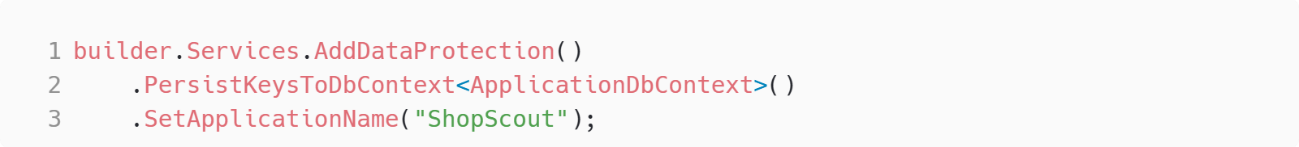 1 builder.Services.AddDataProtection()
2     .PersistKeysToDbContext<ApplicationDbContext>()
3     .SetApplicationName("ShopScout");